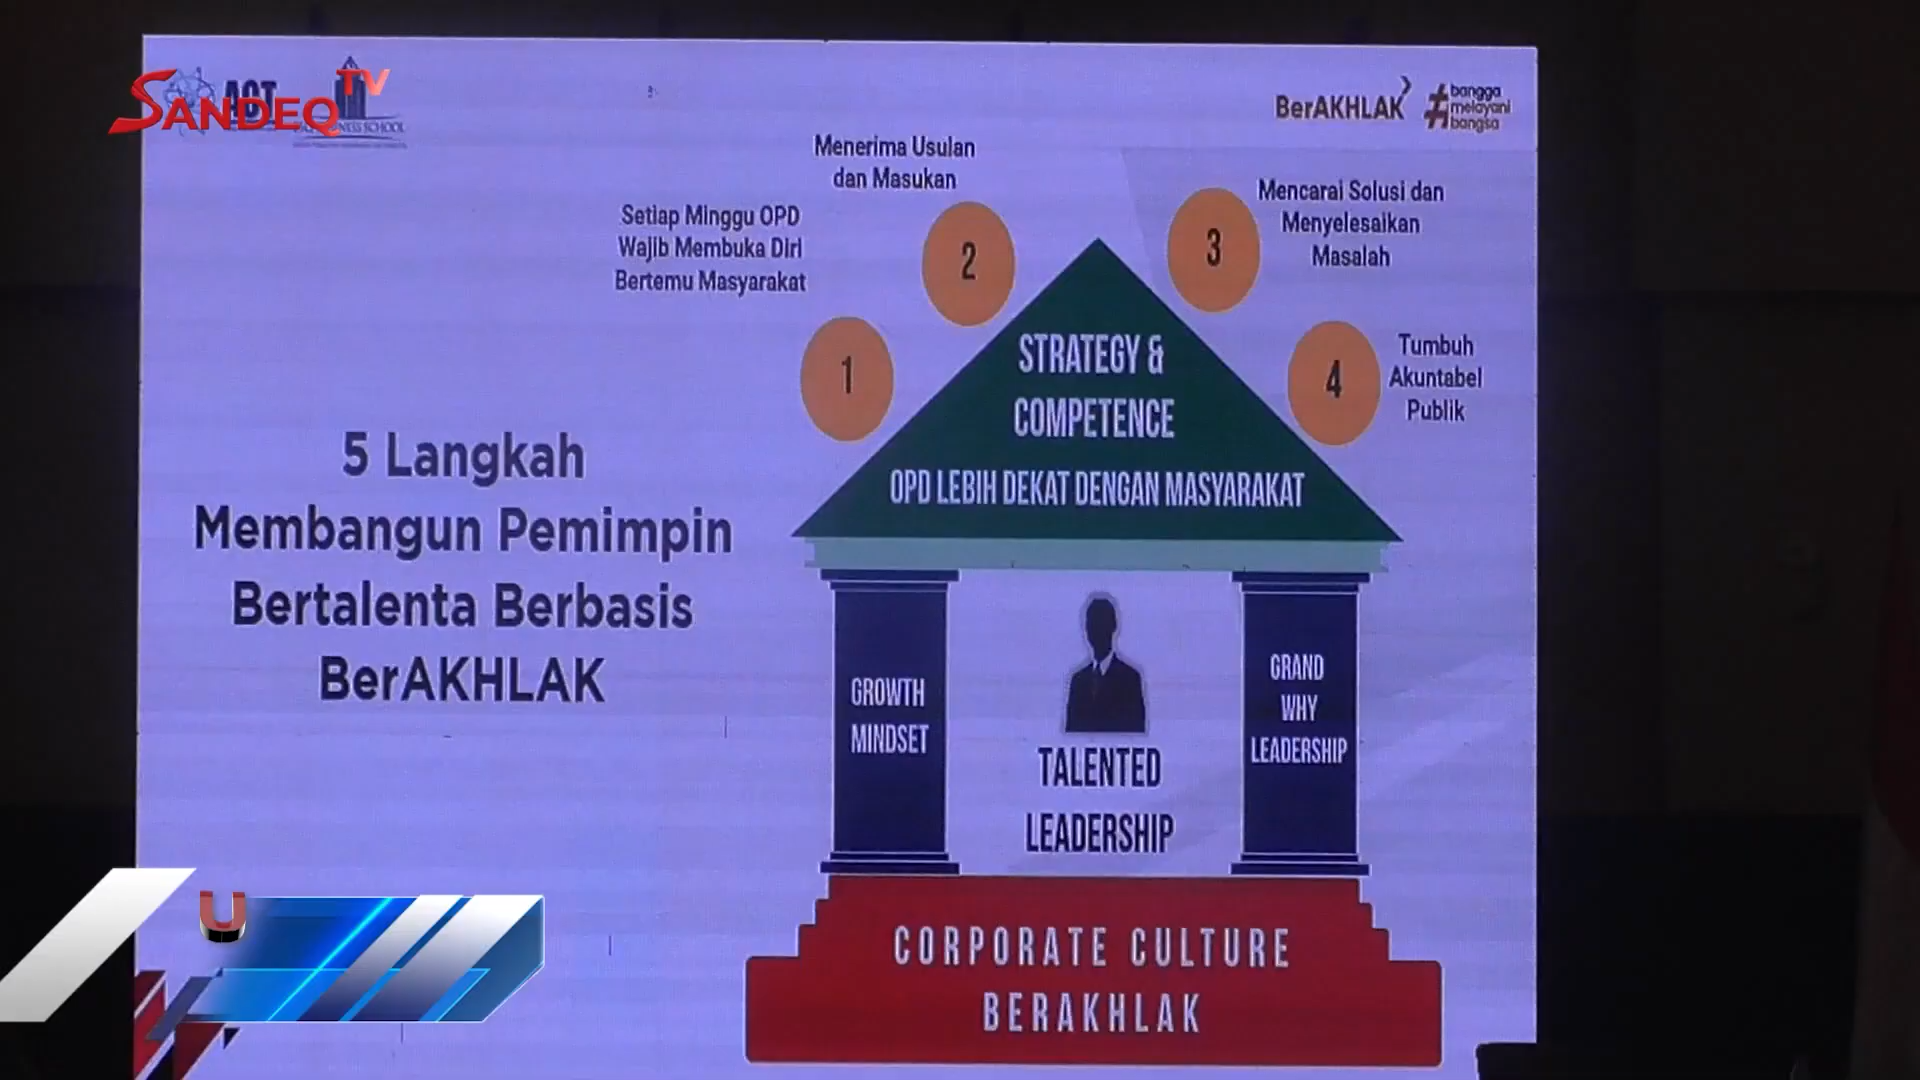 SANDEQ TV
ACT
NESS SCHOOL
BerAKHLAK
#bangga
melayani
bangsa
Menerima Usulan
dan Masukan
Setiap Minggu OPD
Wajib Membuka Diri
Bertemu Masyarakat
Mencarai Solusi dan
Menyelesaikan
Masalah
Tumbuh
Akuntabel
Publik
1
2
3
4
STRATEGY &
COMPETENCE
OPD LEBIH DEKAT DENGAN MASYARAKAT
5 Langkah
Membangun Pemimpin
Bertalenta Berbasis
BerAKHLAK
GROWTH
MINDSET
TALENTED
LEADERSHIP
GRAND
WHY
LEADERSHIP
CORPORATE CULTURE
BERAKHLAK
U